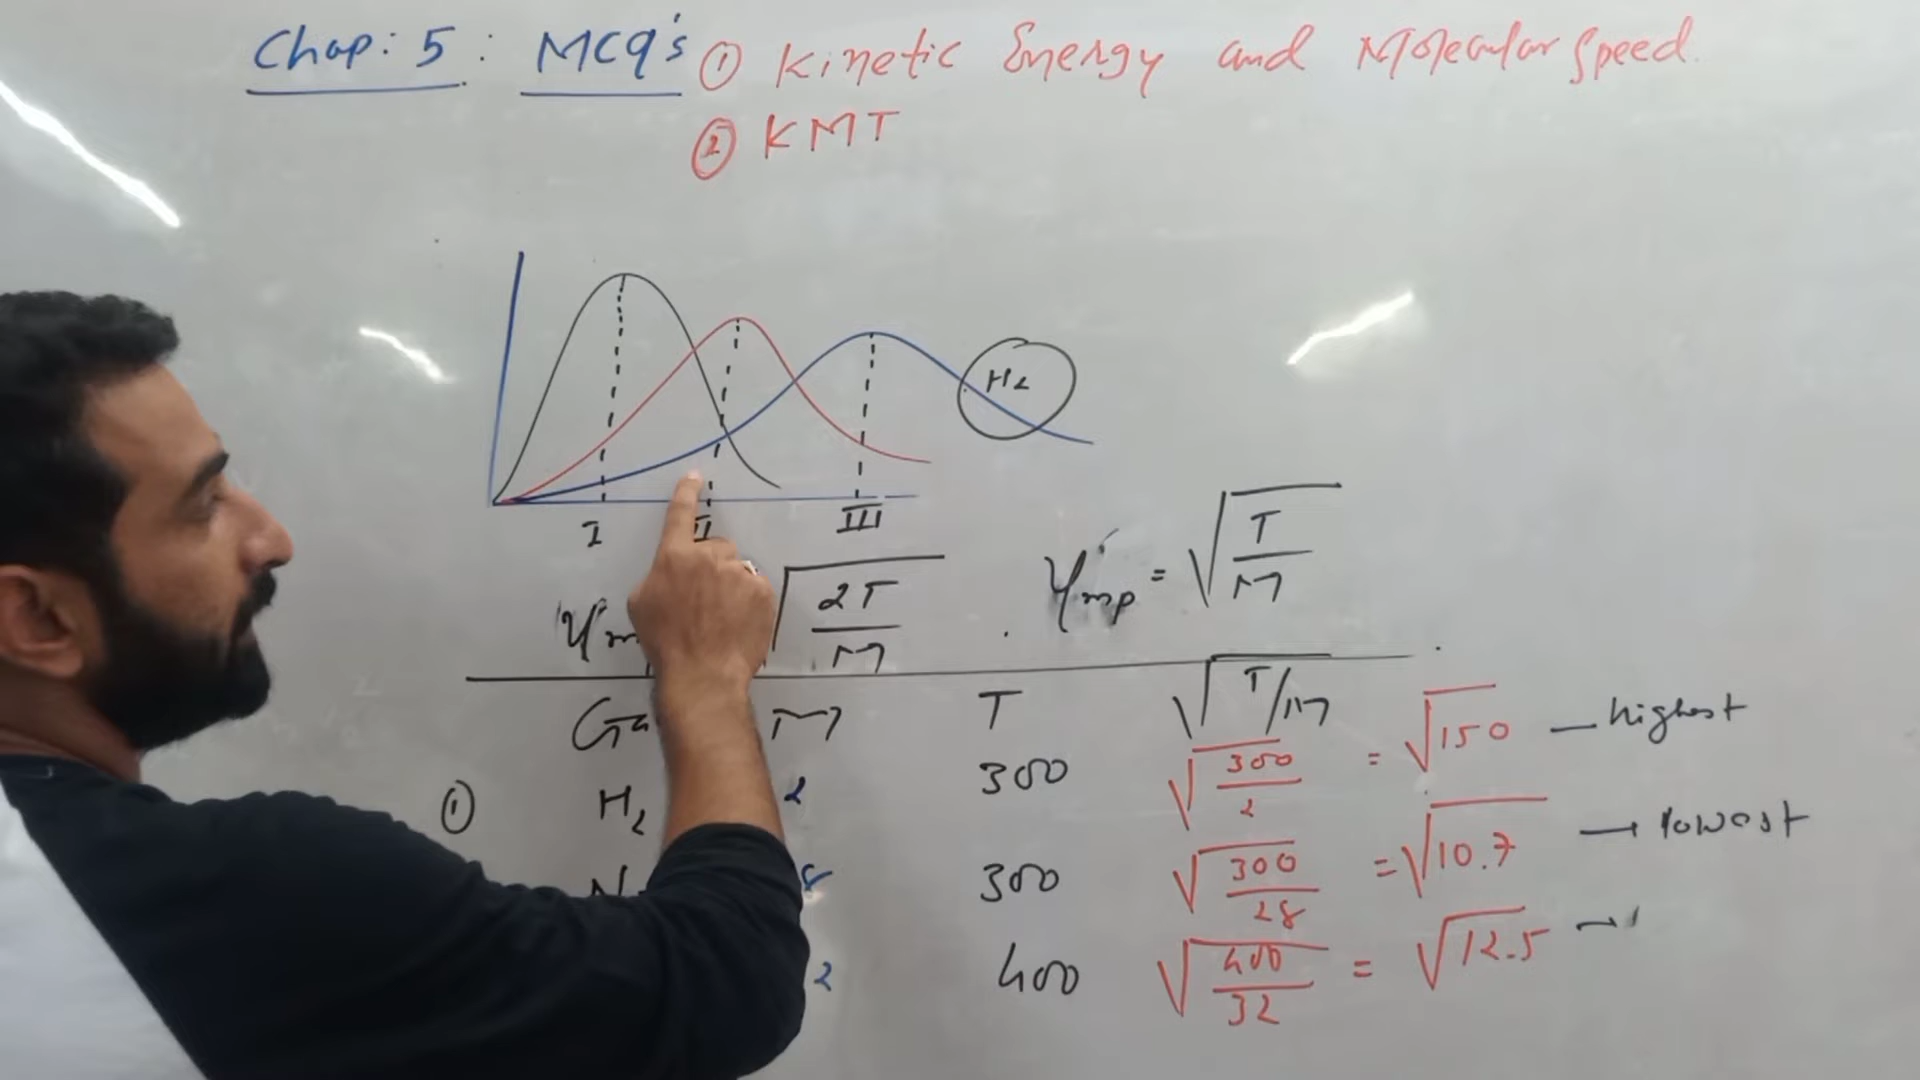 Chap: 5 : MCq's ① Kinetic Energy and Molecular Speed.
② KMT
H2
I II III
√2T/M . Ump = √T/M
M T √T/M
① H2 2 300 √300/2 = √150 — highest
300 √300/28 = √10.7 → lowest
2 400 √400/32 = √12.5